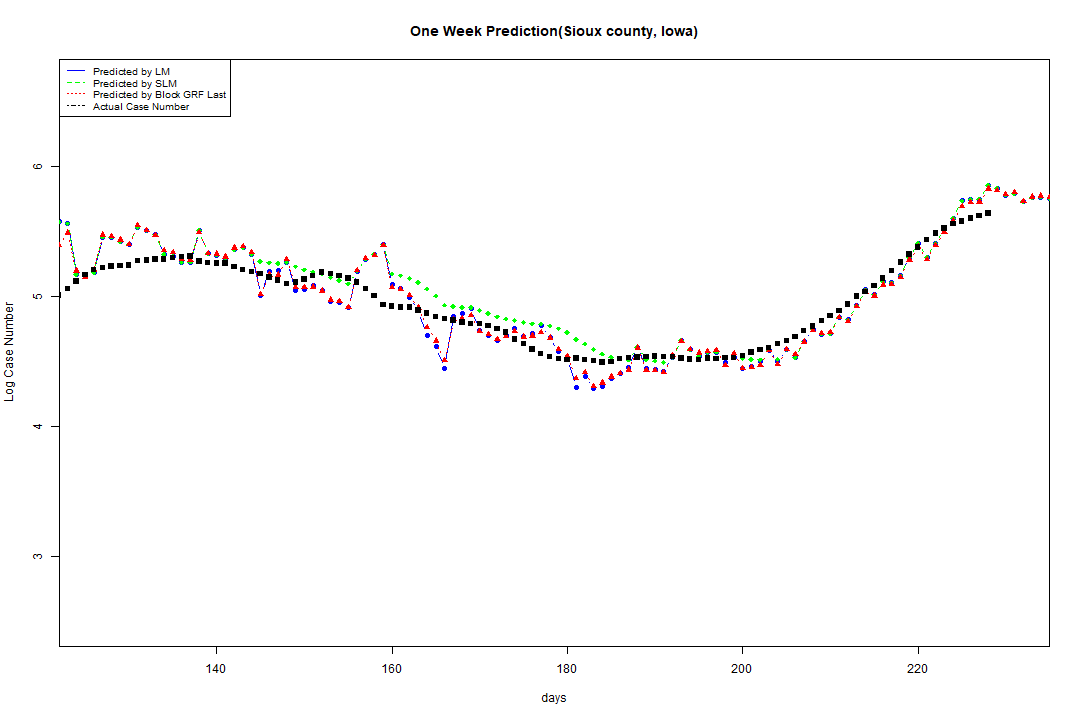 One Week Prediction(Sioux county, Iowa)
Predicted by LM
Predicted by SLM
Predicted by Block GRF Last
Actual Case Number
6
5
4
3
Log Case Number
140 160 180 200 220
days